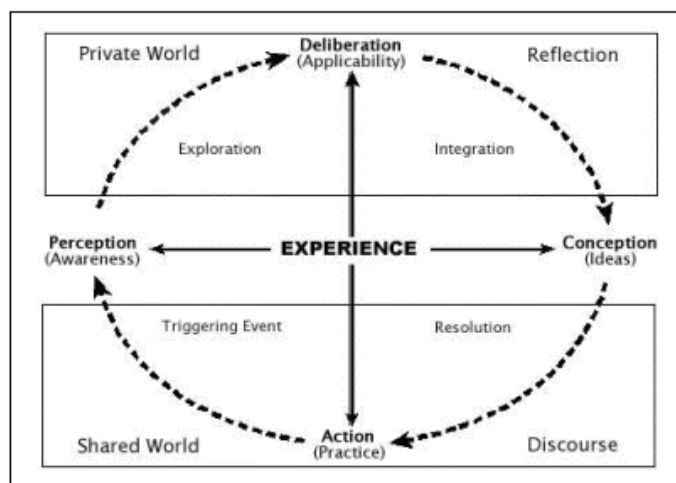 Private World
Deliberation
(Applicability)
Reflection
Exploration
Integration
Perception
(Awareness)
EXPERIENCE
Conception
(Ideas)
Triggering Event
Resolution
Shared World
Action
(Practice)
Discourse